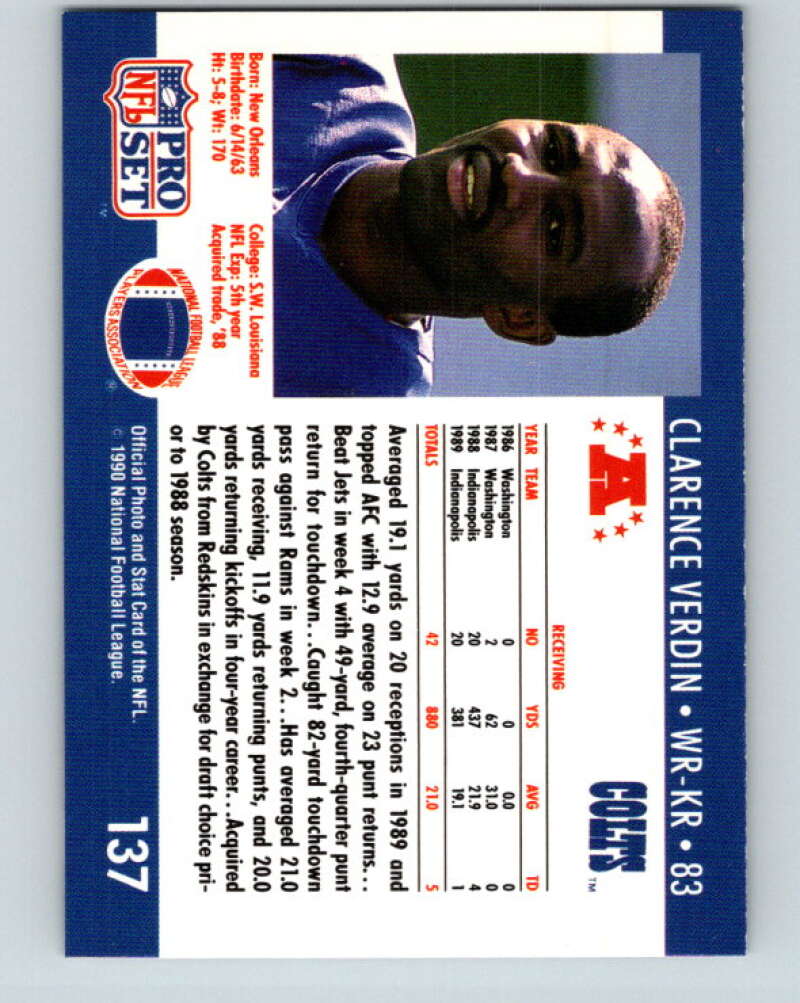 CLARENCE VERDIN • WR-KR • 83
A
COLTS
TM
RECEIVING
YEAR TEAM NO YDS AVG TD
1986 Washington 0 0 0.0 0
1987 Washington 2 62 31.0 0
1988 Indianapolis 20 437 21.9 4
1989 Indianapolis 20 381 19.1 1
TOTALS 42 880 21.0 5
Averaged 19.1 yards on 20 receptions in 1989 and
topped AFC with 12.9 average on 23 punt returns...
Beat Jets in week 4 with 49-yard, fourth-quarter punt
return for touchdown...Caught 82-yard touchdown
pass against Rams in week 2...Has averaged 21.0
yards receiving, 11.9 yards returning punts, and 20.0
yards returning kickoffs in four-year career...Acquired
by Colts from Redskins in exchange for draft choice pri-
or to 1988 season.
Born: New Orleans
Birthdate: 6/14/63
Ht: 5-8; Wt: 170
College: S.W. Louisiana
NFL Exp: 5th year
Acquired trade, '88
NFL
PRO
SET
TM
NATIONAL FOOTBALL LEAGUE
PLAYERS ASSOCIATION
®
Official Photo and Stat Card of the NFL.
© 1990 National Football League.
137